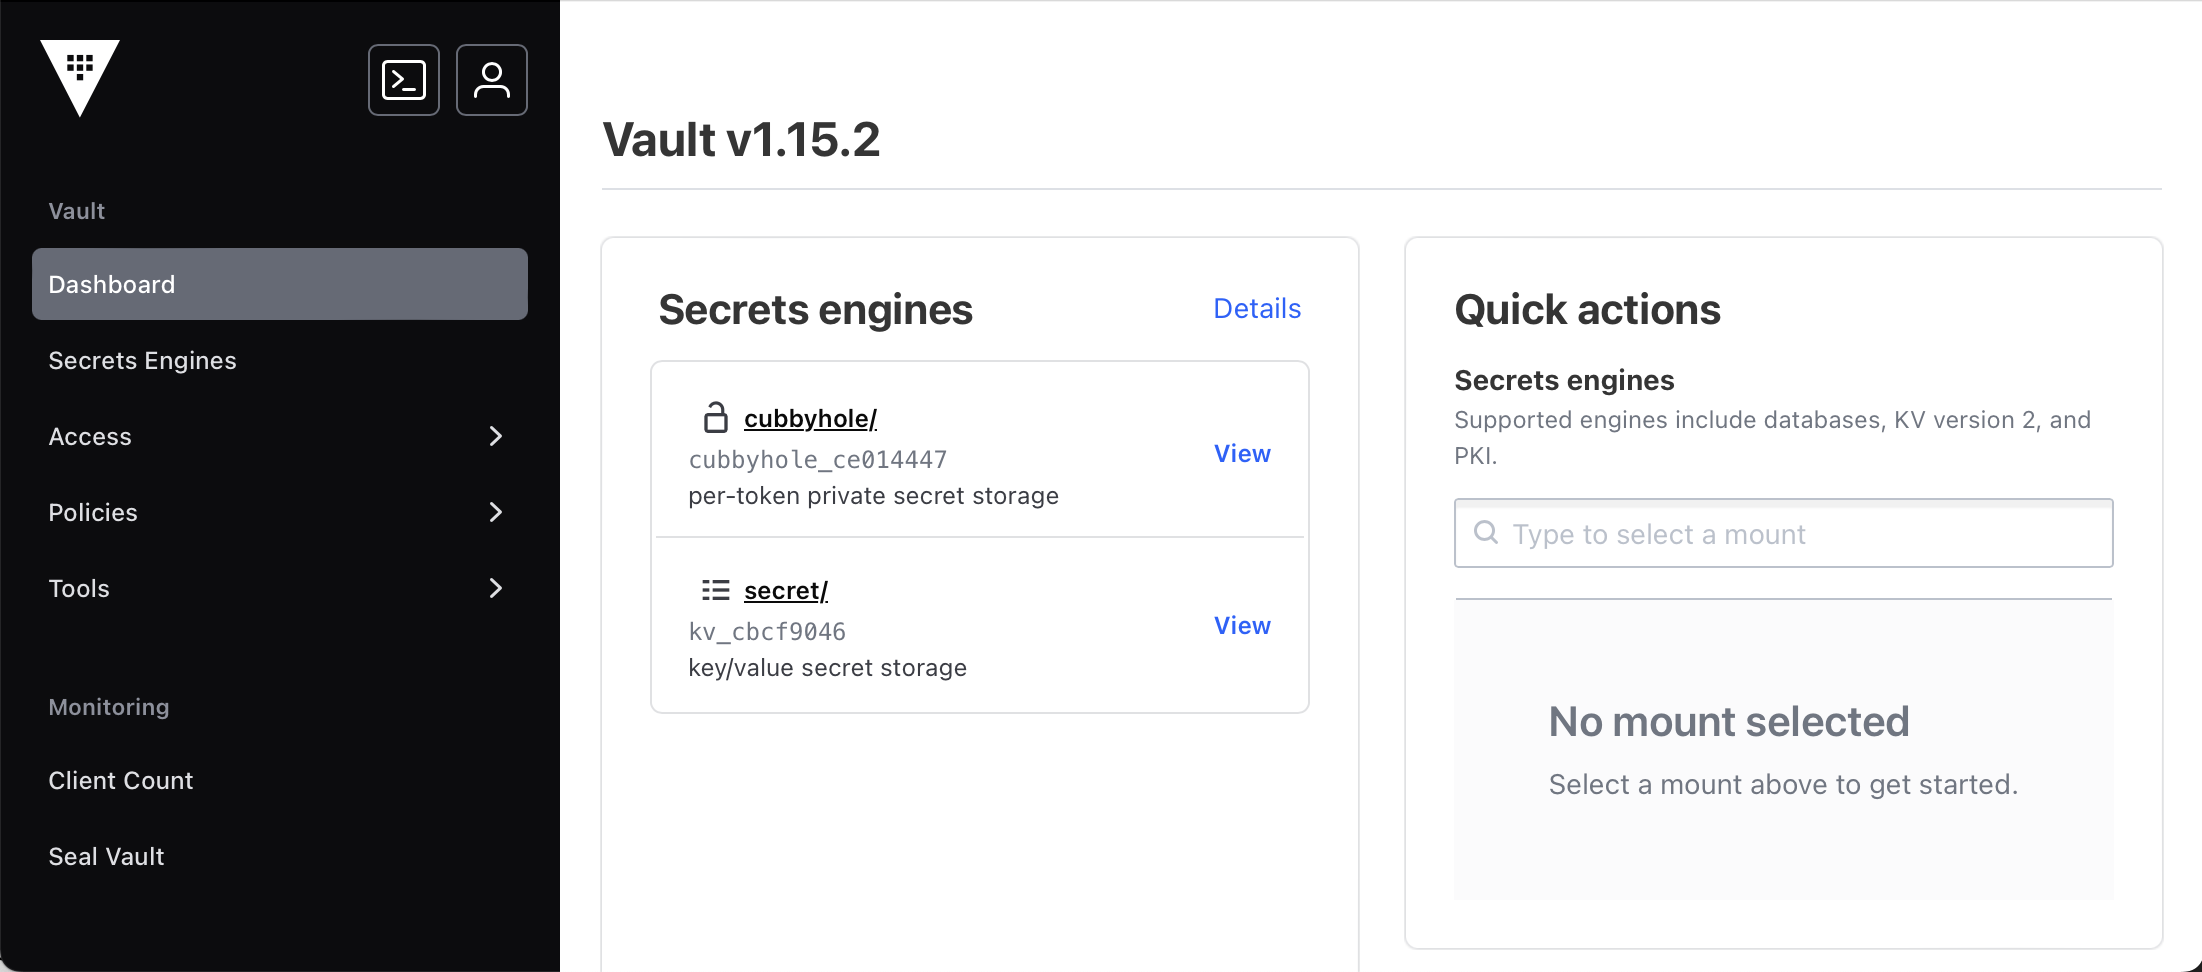 Vault
Dashboard
Secrets Engines
Access
Policies
Tools
Monitoring
Client Count
Seal Vault
Vault v1.15.2
Secrets engines
Details
cubbyhole/
cubbyhole_ce014447
per-token private secret storage
View
secret/
kv_cbcf9046
key/value secret storage
View
Quick actions
Secrets engines
Supported engines include databases, KV version 2, and
PKI.
Type to select a mount
No mount selected
Select a mount above to get started.